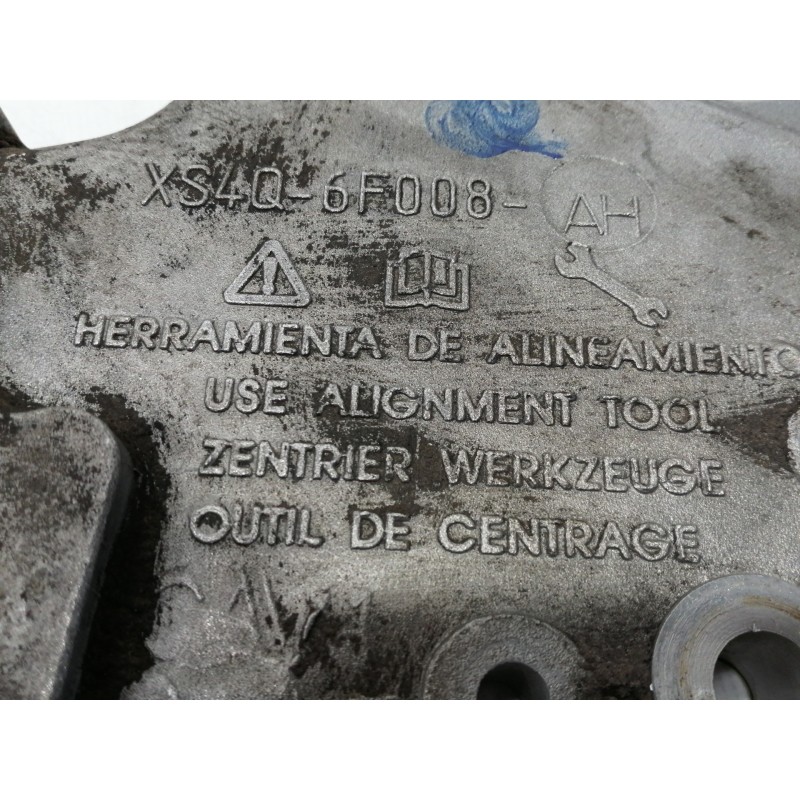 XS4Q-6F008-AH
HERRAMIENTA DE ALINEAMIENTO
USE ALIGNMENT TOOL
ZENTRIER WERKZEUGE
OUTIL DE CENTRAGE